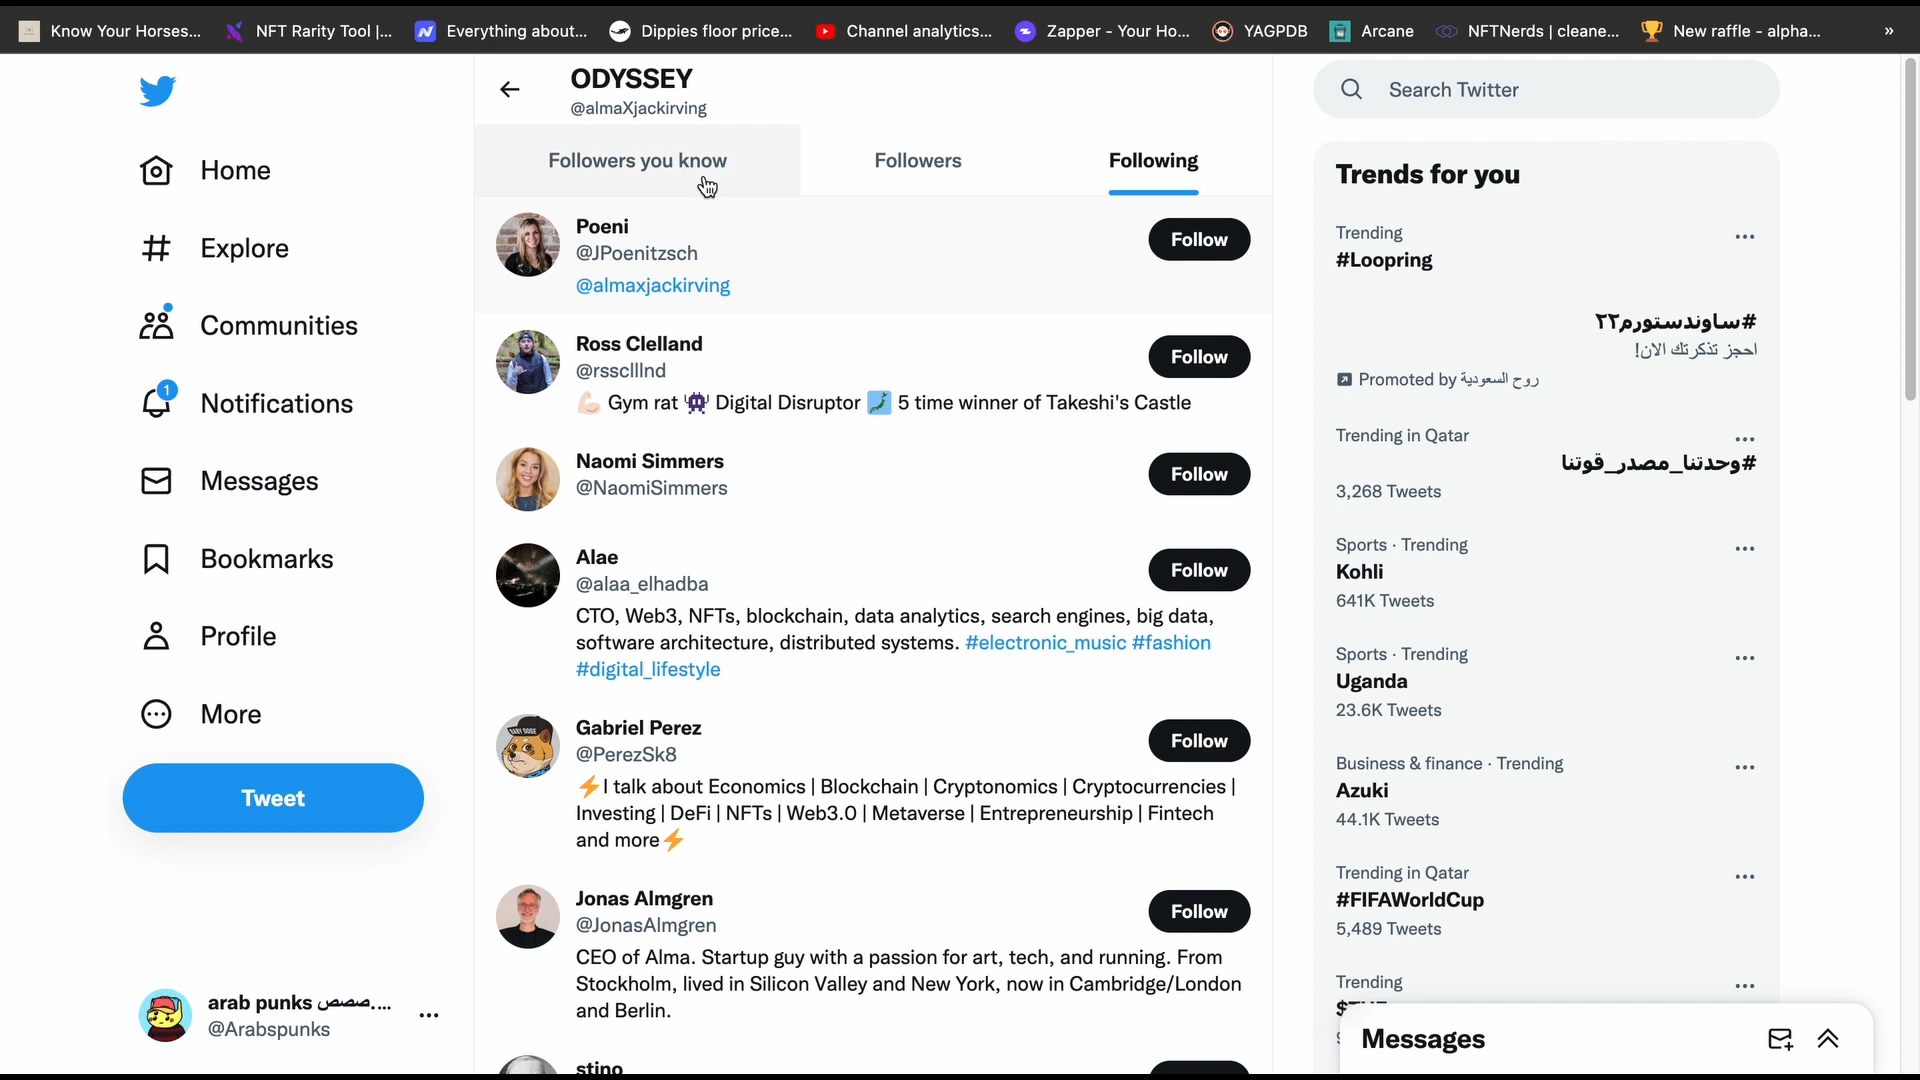 Know Your Horses...
NFT Rarity Tool |...
Everything about...
Dippies floor price...
Channel analytics...
Zapper - Your Ho...
YAGPDB
Arcane
NFTNerds | cleane...
New raffle - alpha...
»
Home
Explore
Communities
1
Notifications
Messages
Bookmarks
Profile
More
Tweet
arab punks صصص....
@Arabspunks
ODYSSEY
@almaXjackirving
Followers you know
Followers
Following
Poeni
@JPoenitzsch
@almaxjackirving
Follow
Ross Clelland
@rssclllnd
💪🏻 Gym rat 👾 Digital Disruptor 🗾 5 time winner of Takeshi's Castle
Follow
Naomi Simmers
@NaomiSimmers
Follow
Alae
@alaa_elhadba
Follow
CTO, Web3, NFTs, blockchain, data analytics, search engines, big data,
software architecture, distributed systems. #electronic_music #fashion
#digital_lifestyle
Gabriel Perez
@PerezSk8
Follow
BABY DOGE
⚡I talk about Economics | Blockchain | Cryptonomics | Cryptocurrencies |
Investing | DeFi | NFTs | Web3.0 | Metaverse | Entrepreneurship | Fintech
and more⚡
Jonas Almgren
@JonasAlmgren
Follow
CEO of Alma. Startup guy with a passion for art, tech, and running. From
Stockholm, lived in Silicon Valley and New York, now in Cambridge/London
and Berlin.
stino
Search Twitter
Trends for you
Trending
#Loopring
#ساوندستورم٢٢
احجز تذكرتك الان!
Promoted by روح السعودية
Trending in Qatar
#وحدتنا_مصدر_قوتنا
3,268 Tweets
Sports · Trending
Kohli
641K Tweets
Sports · Trending
Uganda
23.6K Tweets
Business & finance · Trending
Azuki
44.1K Tweets
Trending in Qatar
#FIFAWorldCup
5,489 Tweets
Trending
Messages